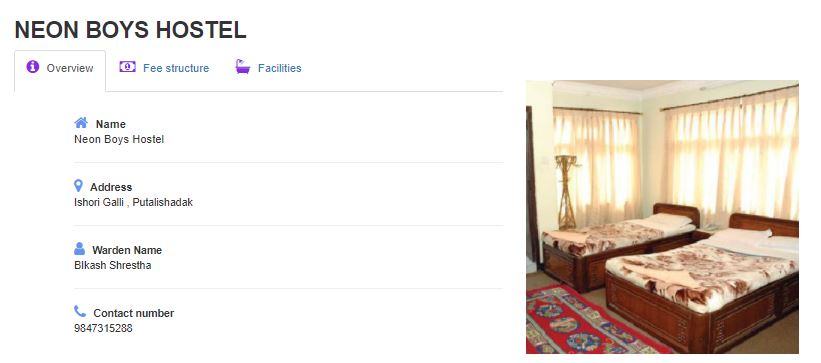 NEON BOYS HOSTEL
Overview
Fee structure
Facilities
Name
Neon Boys Hostel
Address
Ishori Galli , Putalishadak
Warden Name
BIkash Shrestha
Contact number
9847315288